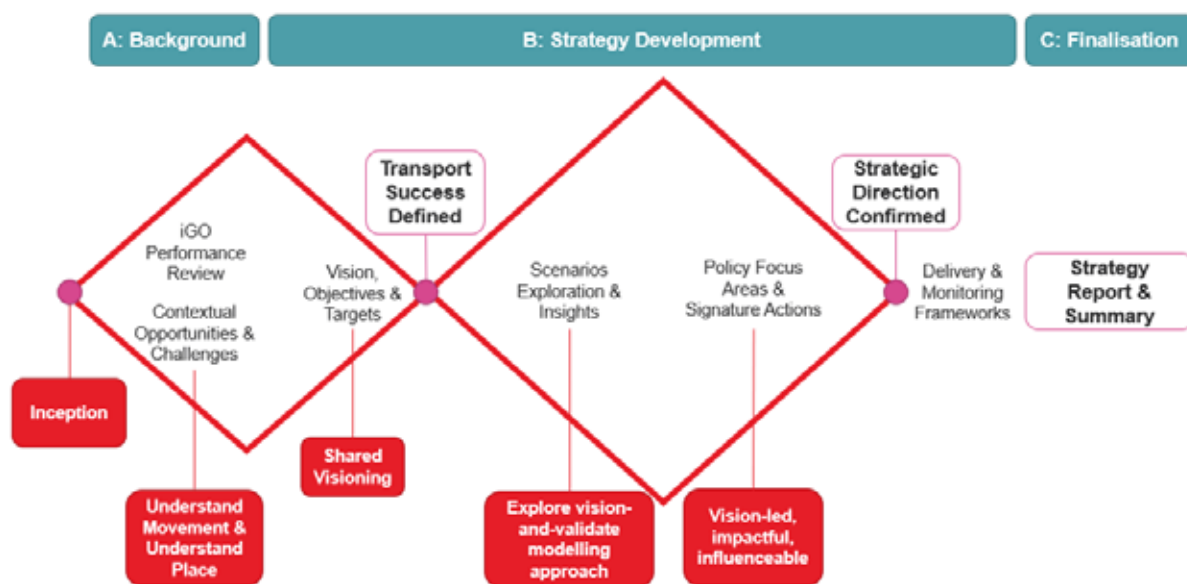 A: Background
B: Strategy Development
C: Finalisation
Transport
Success
Defined
Strategic
Direction
Confirmed
iGO
Performance
Review
Contextual
Opportunities &
Challenges
Vision,
Objectives &
Targets
Scenarios
Exploration &
Insights
Policy Focus
Areas &
Signature Actions
Delivery &
Monitoring
Frameworks
Strategy
Report &
Summary
Inception
Understand
Movement &
Understand
Place
Shared
Visioning
Explore vision-
and-validate
modelling
approach
Vision-led,
impactful,
influenceable